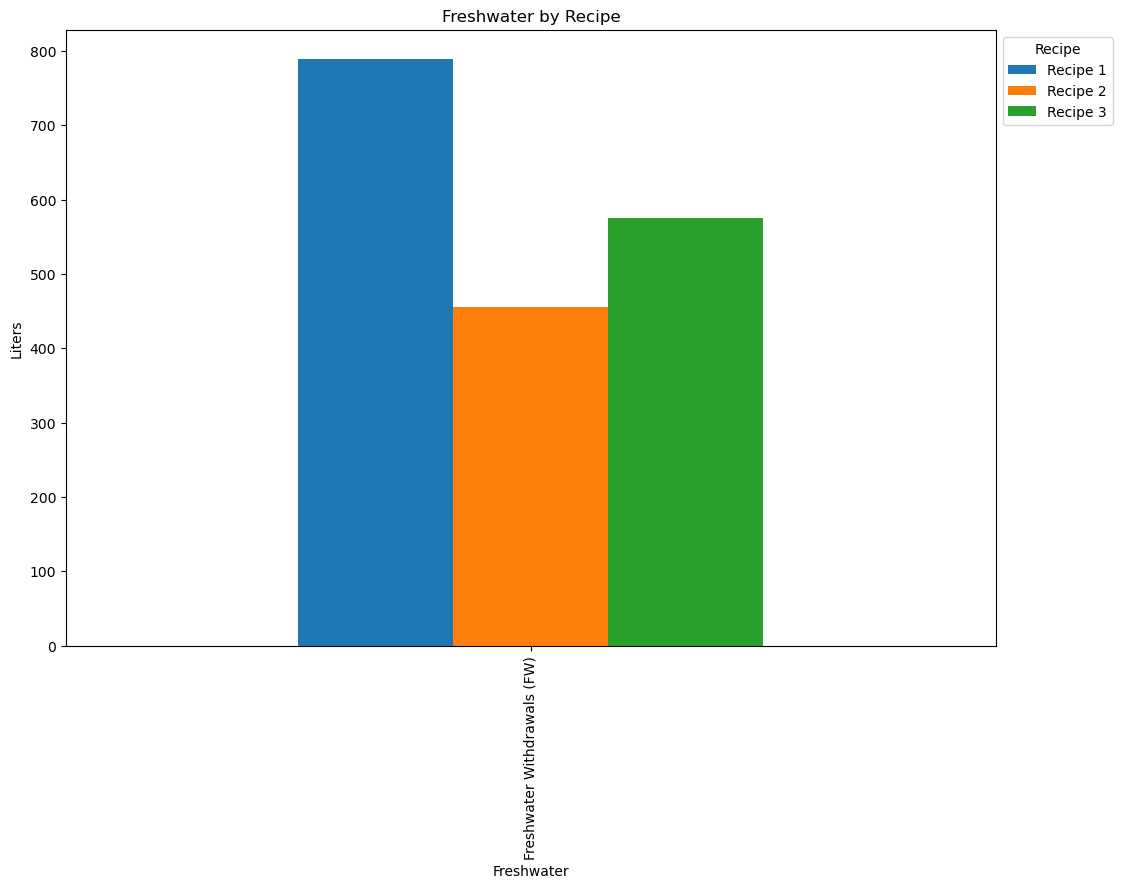 Freshwater by Recipe
Recipe
Recipe 1
Recipe 2
Recipe 3
800
700
600
500
400
300
200
100
0
Liters
Freshwater Withdrawals (FW)
Freshwater